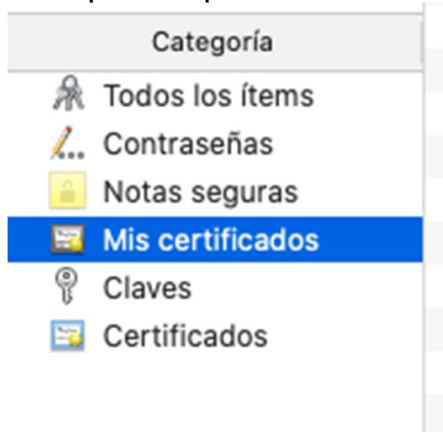 Categoría
Todos los ítems
Contraseñas
Notas seguras
Mis certificados
Claves
Certificados